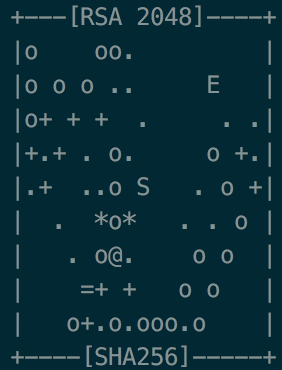 +---[RSA 2048]----+
|o    oo.         |
|o o o ..     E   |
|o+ + +  .     . .|
|+.+ . o.     o +.|
|.+  ..o S   . o +|
|  .  *o*   . . o |
|   . o@.    o o  |
|    =+ +   o o   |
|   o+.o.ooo.o    |
+----[SHA256]-----+